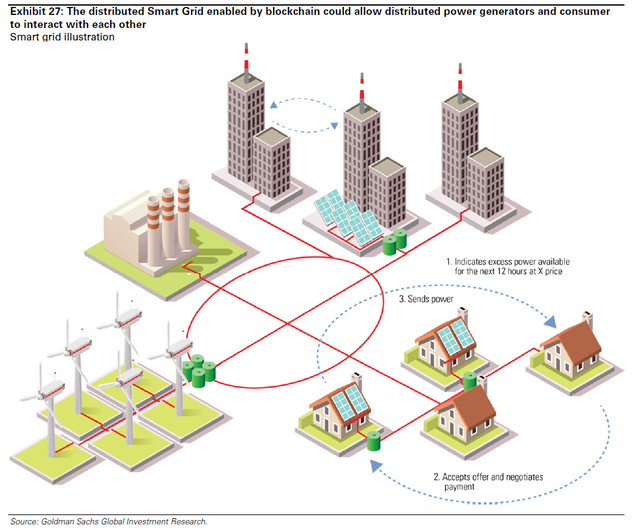 Exhibit 27: The distributed Smart Grid enabled by blockchain could allow distributed power generators and consumer
to interact with each other
Smart grid illustration
1. Indicates excess power available
for the next 12 hours at X price
3. Sends power
2. Accepts offer and negotiates
payment
Source: Goldman Sachs Global Investment Research.